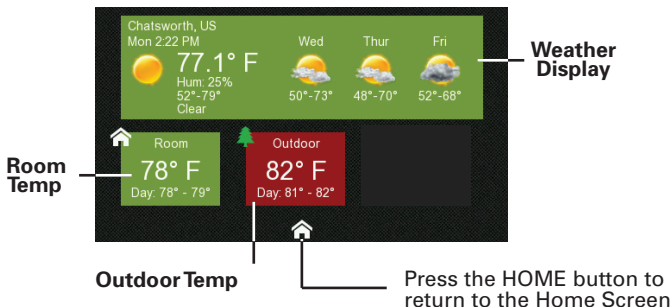 Chatsworth, US
Mon 2:22 PM
77.1° F
Hum: 25%
52°-79°
Clear
Wed
50°-73°
Thur
48°-70°
Fri
52°-68°
Weather
Display
Room
78° F
Day: 78° - 79°
Outdoor
82° F
Day: 81° - 82°
Room
Temp
Outdoor Temp
Press the HOME button to
return to the Home Screen